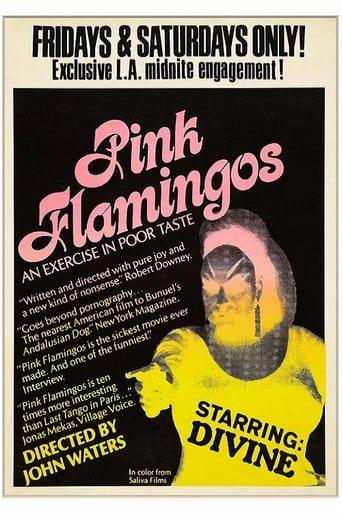 FRIDAYS & SATURDAYS ONLY!
Exclusive L.A. midnite engagement!
Pink
Flamingos
AN EXERCISE IN POOR TASTE
"Written and directed with pure joy and
a new kind of nonsense." Robert Downey.
"Goes beyond pornography...
The nearest American film to Bunuel's
Andalusian Dog." New York Magazine.
"Pink Flamingos is the sickest movie ever
made. And one of the funniest."
Interview.
"Pink Flamingos is ten
times more interesting
than Last Tango in Paris..."
Jonas Mekas, Village Voice.
DIRECTED BY
JOHN WATERS
STARRING:
DIVINE
In color from
Saliva Films